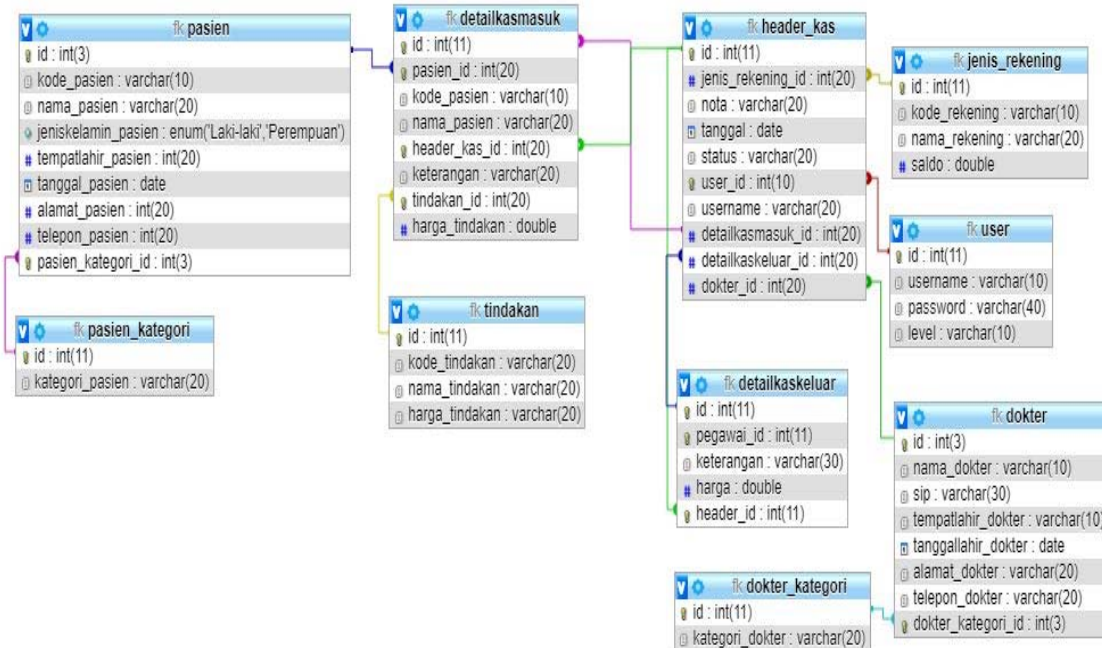 fk pasien
id : int(3)
kode_pasien : varchar(10)
nama_pasien : varchar(20)
jeniskelamin_pasien : enum('Laki-laki','Perempuan')
tempatlahir_pasien : int(20)
tanggal_pasien : date
alamat_pasien : int(20)
telepon_pasien : int(20)
pasien_kategori_id : int(3)
fk pasien_kategori
id : int(11)
kategori_pasien : varchar(20)
fk detailkasmasuk
id : int(11)
pasien_id : int(20)
kode_pasien : varchar(10)
nama_pasien : varchar(20)
header_kas_id : int(20)
keterangan : varchar(20)
tindakan_id : int(20)
harga_tindakan : double
fk tindakan
id : int(11)
kode_tindakan : varchar(20)
nama_tindakan : varchar(20)
harga_tindakan : varchar(20)
fk header_kas
id : int(11)
jenis_rekening_id : int(20)
nota : varchar(20)
tanggal : date
status : varchar(20)
user_id : int(10)
username : varchar(20)
detailkasmasuk_id : int(20)
detailkaskeluar_id : int(20)
dokter_id : int(20)
fk detailkaskeluar
id : int(11)
pegawai_id : int(11)
keterangan : varchar(30)
harga : double
header_id : int(11)
fk dokter_kategori
id : int(11)
kategori_dokter : varchar(20)
fk jenis_rekening
id : int(11)
kode_rekening : varchar(10)
nama_rekening : varchar(20)
saldo : double
fk user
id : int(11)
username : varchar(10)
password : varchar(40)
level : varchar(10)
fk dokter
id : int(3)
nama_dokter : varchar(10)
sip : varchar(30)
tempatlahir_dokter : varchar(10)
tanggallahir_dokter : date
alamat_dokter : varchar(20)
telepon_dokter : varchar(20)
dokter_kategori_id : int(3)